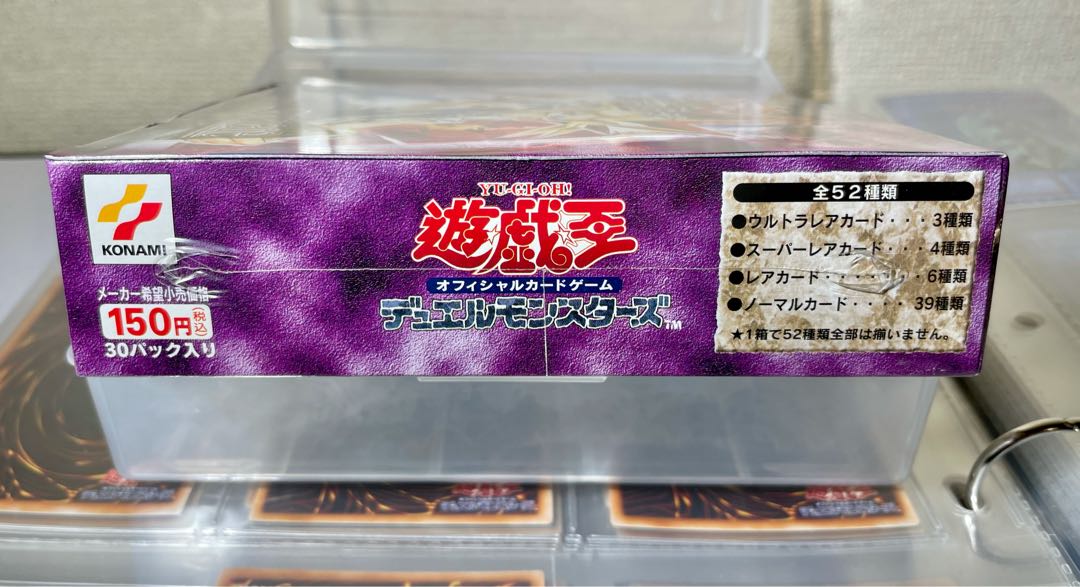 KONAMI
メーカー希望小売価格
150円(税込)
30パック入り
YU-GI-OH!
遊戯王
オフィシャルカードゲーム
デュエルモンスターズ™
全52種類
●ウルトラレアカード・・・3種類
●スーパーレアカード・・・4種類
●レアカード・・・・・・・6種類
●ノーマルカード・・・・39種類
★1箱で52種類全部は揃いません。